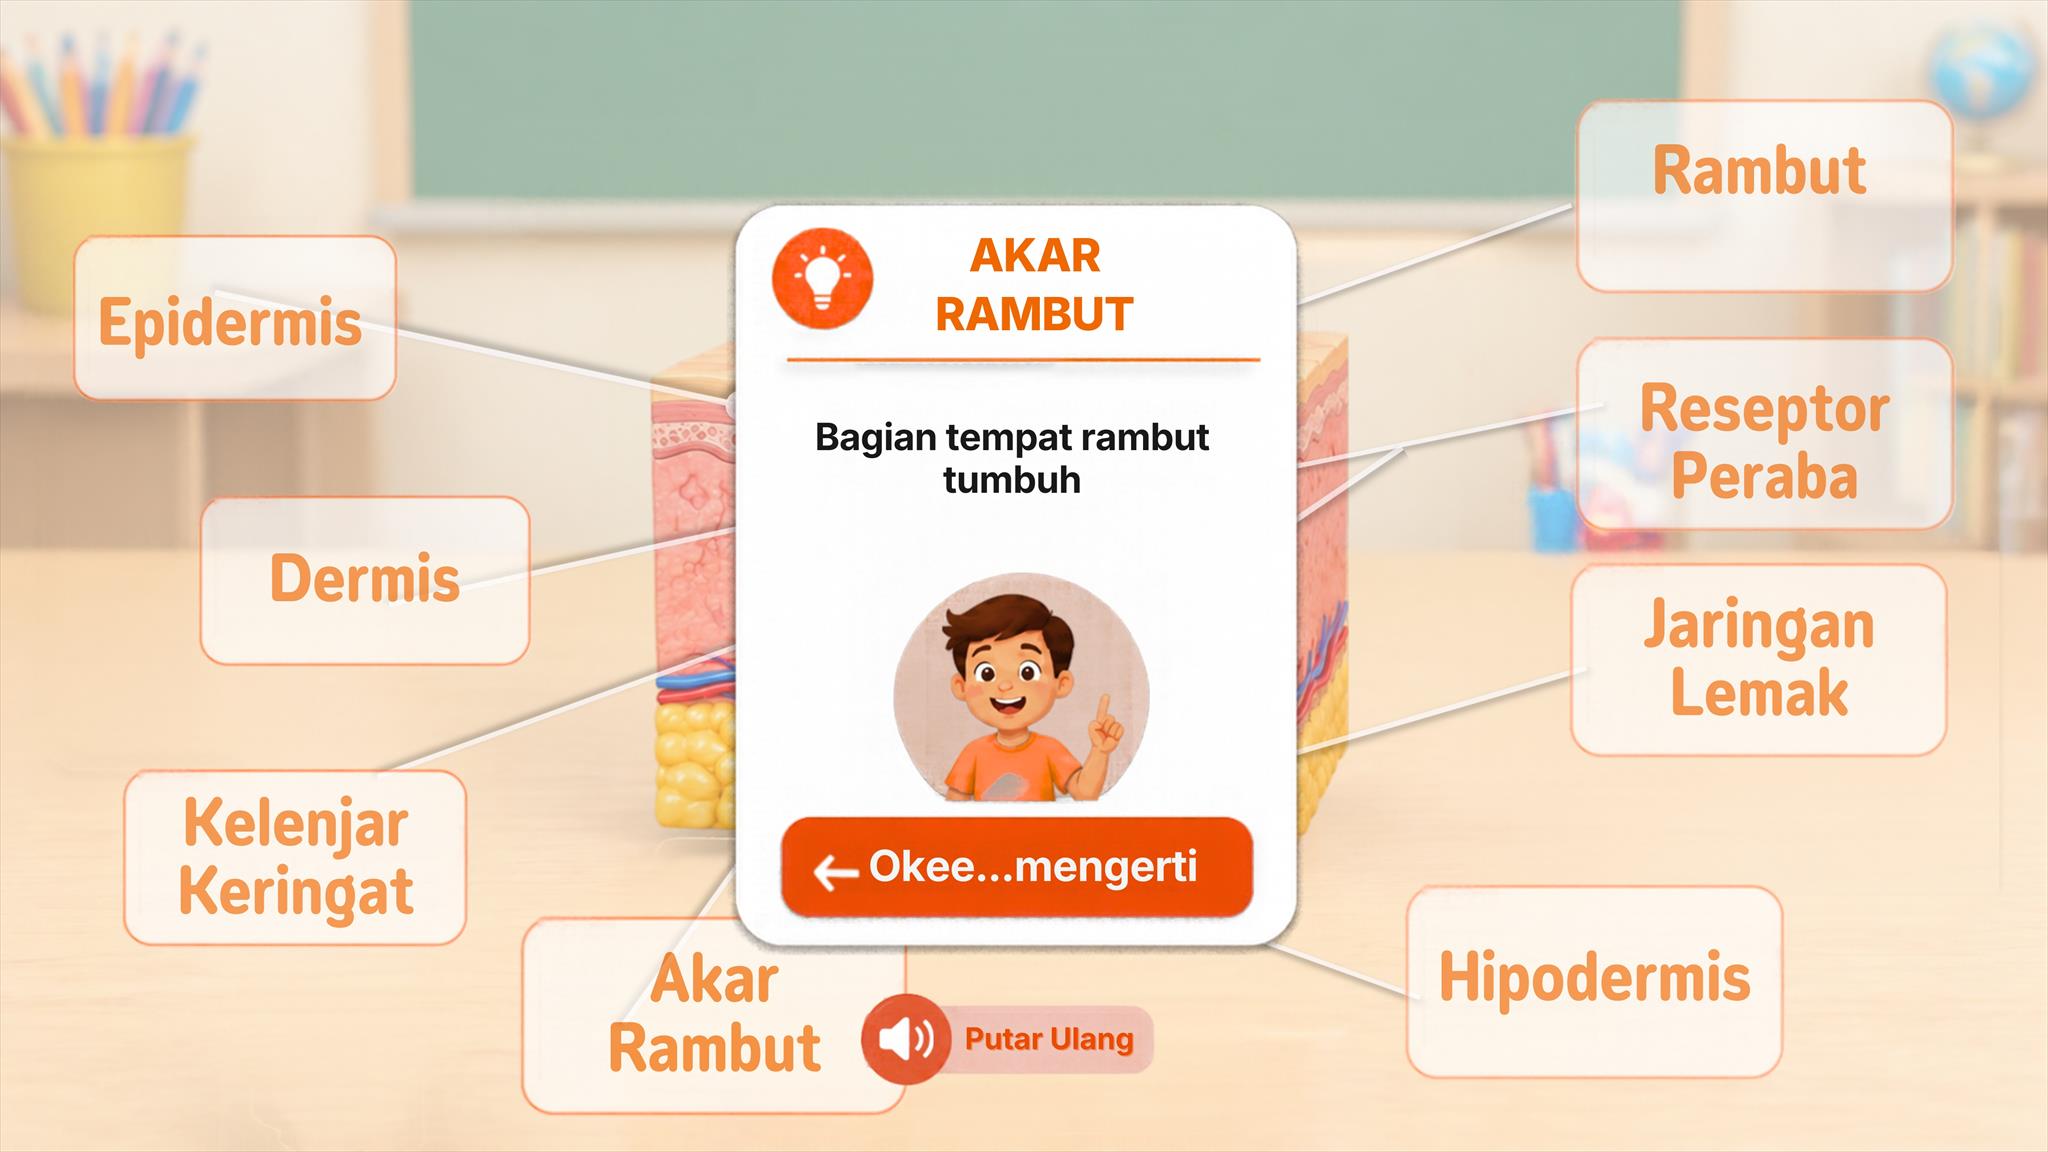 AKAR
RAMBUT
Bagian tempat rambut
tumbuh
Okee...mengerti
Epidermis
Dermis
Kelenjar
Keringat
Akar
Rambut
Putar Ulang
Rambut
Reseptor
Peraba
Jaringan
Lemak
Hipodermis